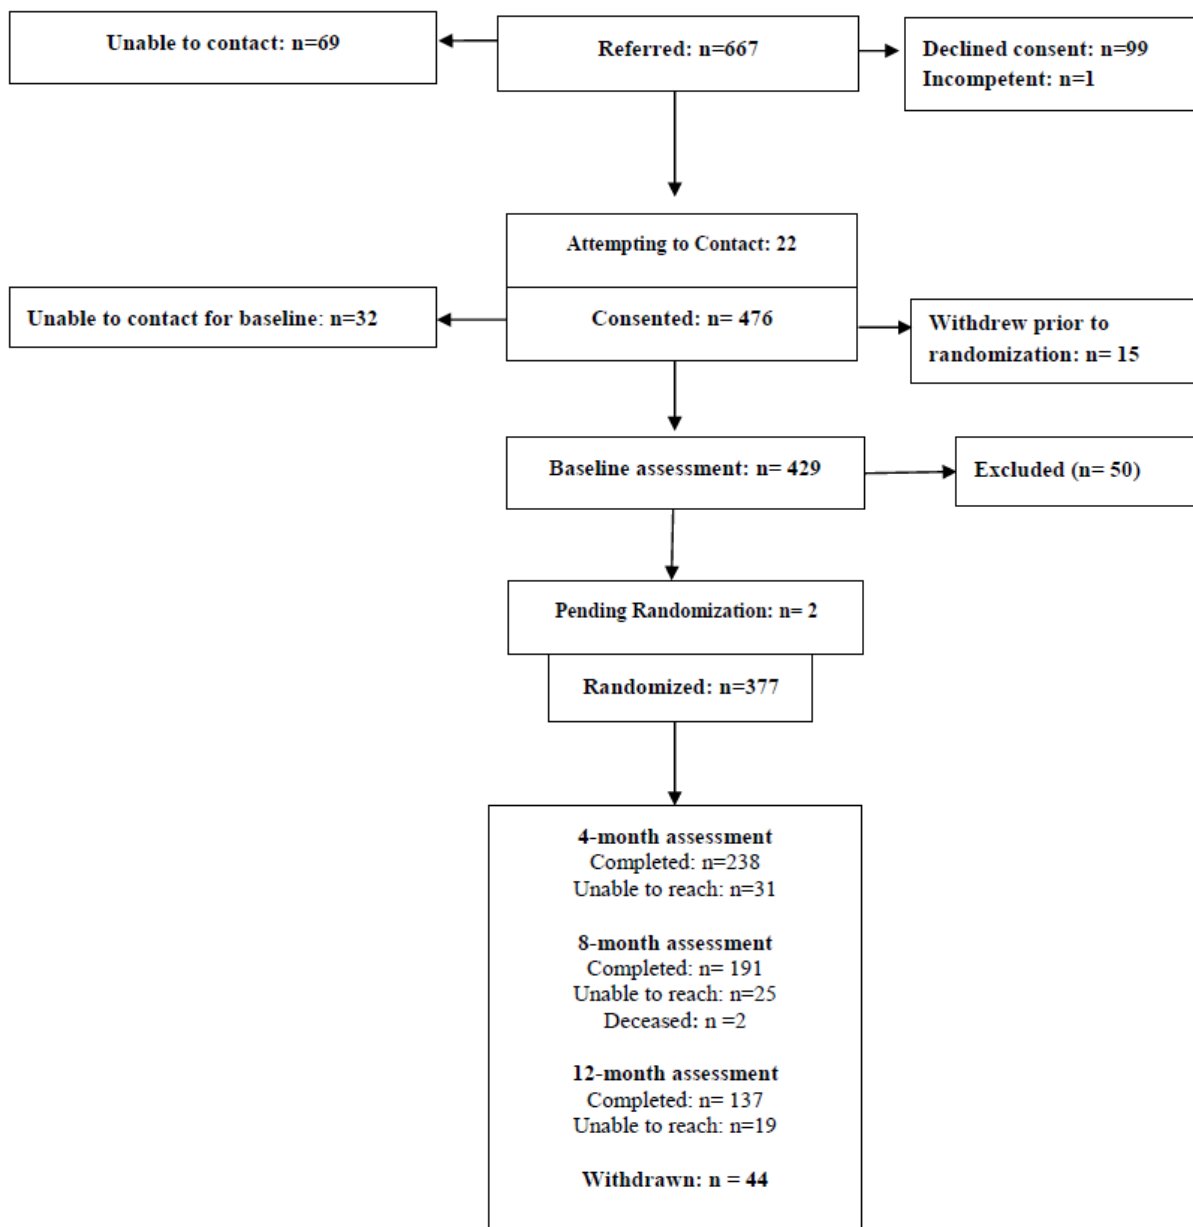 Unable to contact: n=69
Referred: n=667
Declined consent: n=99
Incompetent: n=1
Attempting to Contact: 22
Unable to contact for baseline: n=32
Consented: n= 476
Withdrew prior to
randomization: n= 15
Baseline assessment: n= 429
Excluded (n= 50)
Pending Randomization: n= 2
Randomized: n=377
4-month assessment
Completed: n=238
Unable to reach: n=31
8-month assessment
Completed: n= 191
Unable to reach: n=25
Deceased: n =2
12-month assessment
Completed: n= 137
Unable to reach: n=19
Withdrawn: n = 44